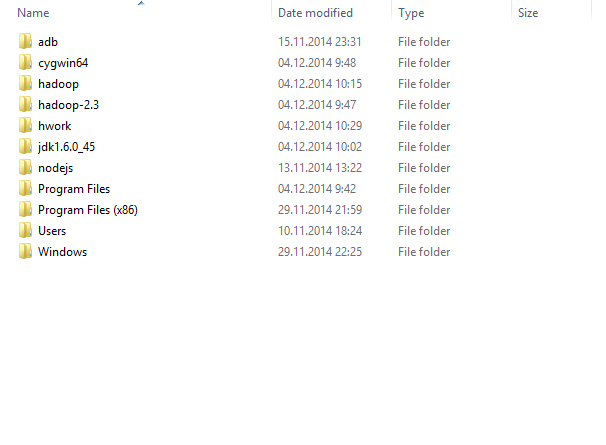 Name Date modified Type Size
adb 15.11.2014 23:31 File folder
cygwin64 04.12.2014 9:48 File folder
hadoop 04.12.2014 10:15 File folder
hadoop-2.3 04.12.2014 9:47 File folder
hwork 04.12.2014 10:29 File folder
jdk1.6.0_45 04.12.2014 10:02 File folder
nodejs 13.11.2014 13:22 File folder
Program Files 04.12.2014 9:42 File folder
Program Files (x86) 29.11.2014 21:59 File folder
Users 10.11.2014 18:24 File folder
Windows 29.11.2014 22:25 File folder